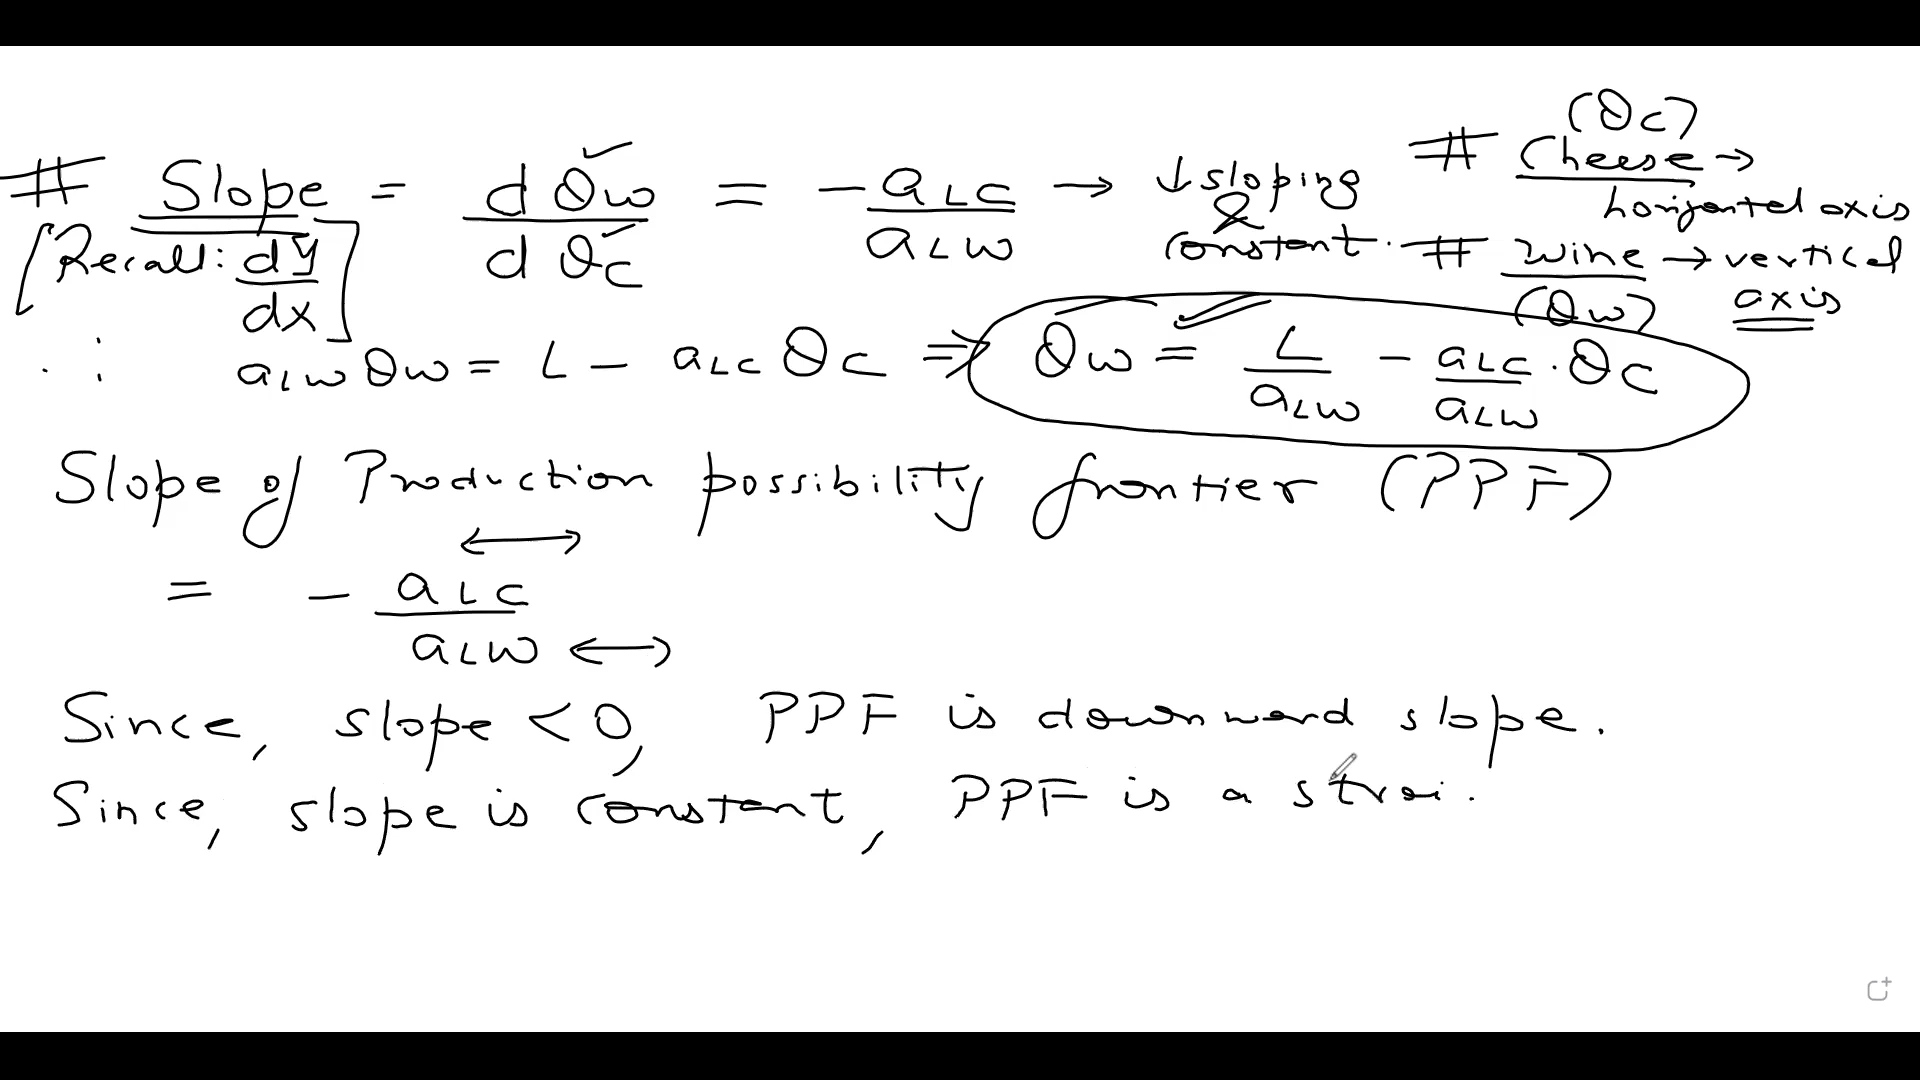 # Slope = dQw / dQc = - aLC / aLW → ↓ sloping & constant.
[Recall: dy / dx]
# (Qc) Cheese → horizontal axis
# Wine (Qw) → vertical axis
∴ aLW Qw = L - aLC Qc ⇒ Qw = L / aLW - aLC / aLW . Qc
Slope of Production possibility frontier (PPF)
= - aLC / aLW
Since, slope < 0, PPF is downward slope.
Since, slope is constant, PPF is a strai.